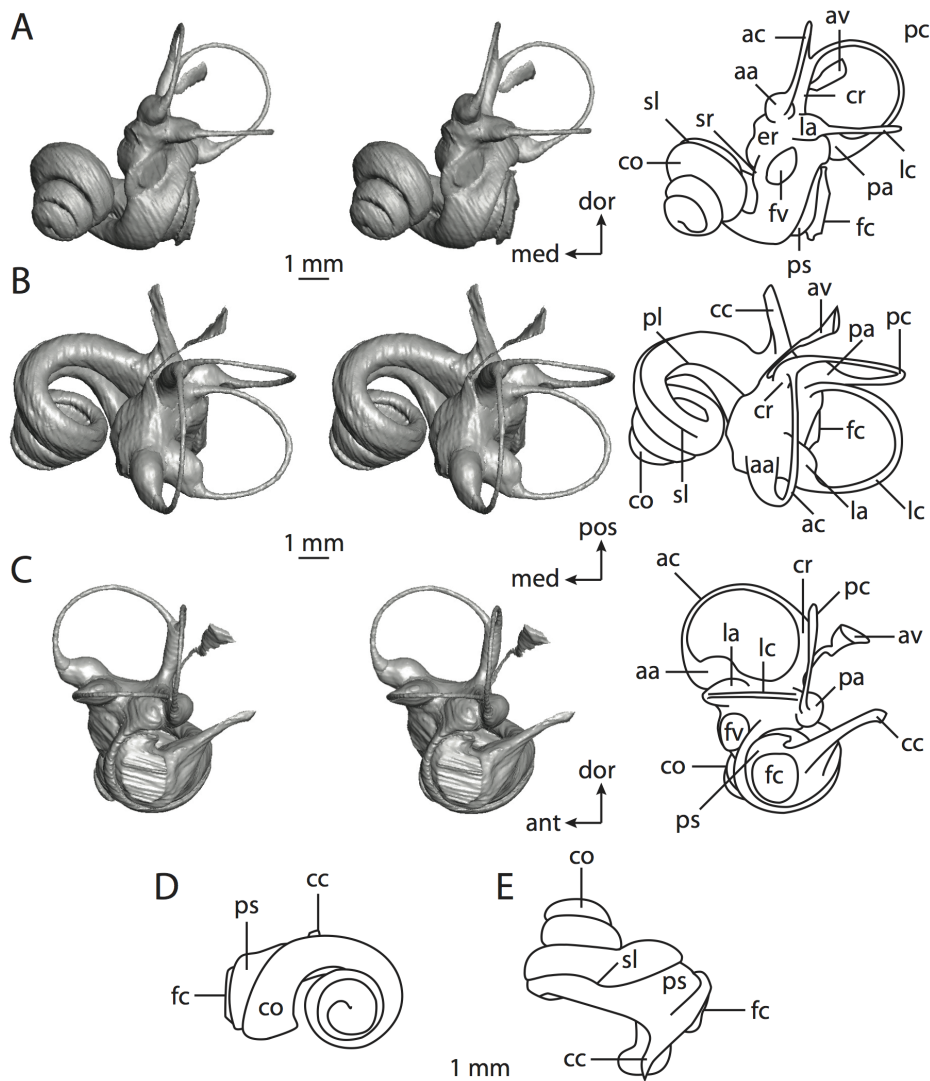 A
ac
av
pc
aa
cr
sl
sr
er
la
co
lc
pa
fv
dor
med
fc
ps
1 mm
B
av
cc
pl
pa
pc
cr
fc
aa
co
sl
la
lc
ac
1 mm
pos
med
C
ac
cr
pc
la
lc
av
aa
pa
fv
cc
co
fc
dor
ant
ps
D
cc
ps
fc
co
E
co
sl
ps
fc
cc
1 mm